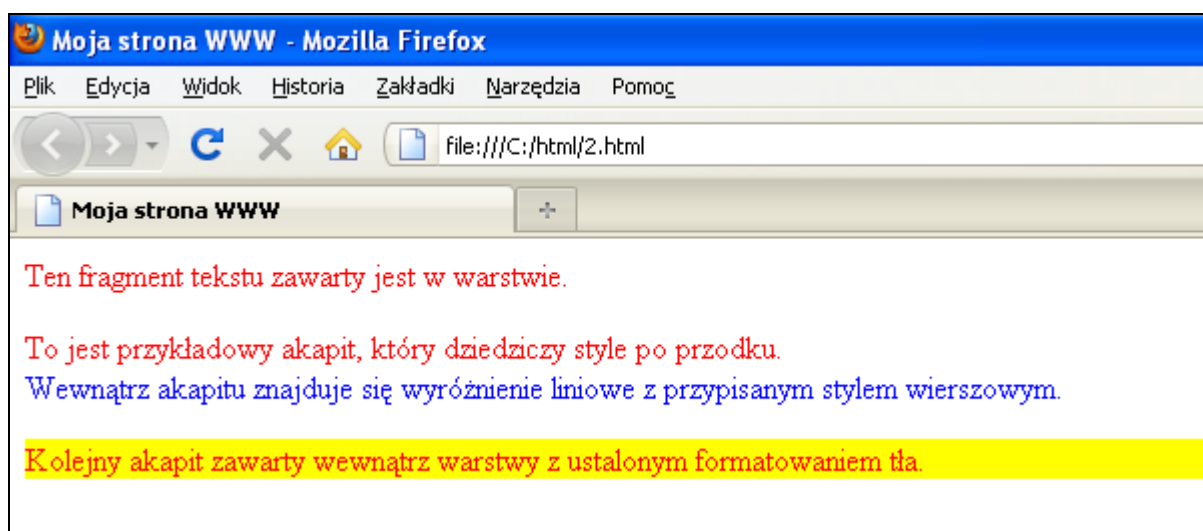 Moja strona WWW - Mozilla Firefox
Plik Edycja Widok Historia Zakładki Narzędzia Pomoc
file:///C:/html/2.html
Moja strona WWW
Ten fragment tekstu zawarty jest w warstwie.
To jest przykładowy akapit, który dziedziczy style po przodku.
Wewnątrz akapitu znajduje się wyróżnienie liniowe z przypisanym stylem wierszowym.
Kolejny akapit zawarty wewnątrz warstwy z ustalonym formatowaniem tła.